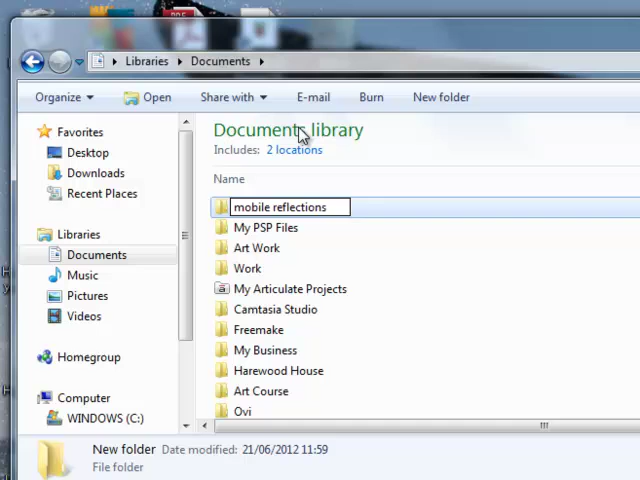 PDF
Libraries Documents
Organize Open Share with E-mail Burn New folder
Favorites
Desktop
Downloads
Recent Places
Libraries
Documents
Music
Pictures
Videos
Homegroup
Computer
WINDOWS (C:)
Documents library
Includes: 2 locations
Name
mobile reflections
My PSP Files
Art Work
Work
My Articulate Projects
Camtasia Studio
Freemake
My Business
Harewood House
Art Course
Ovi
New folder Date modified: 21/06/2012 11:59
File folder